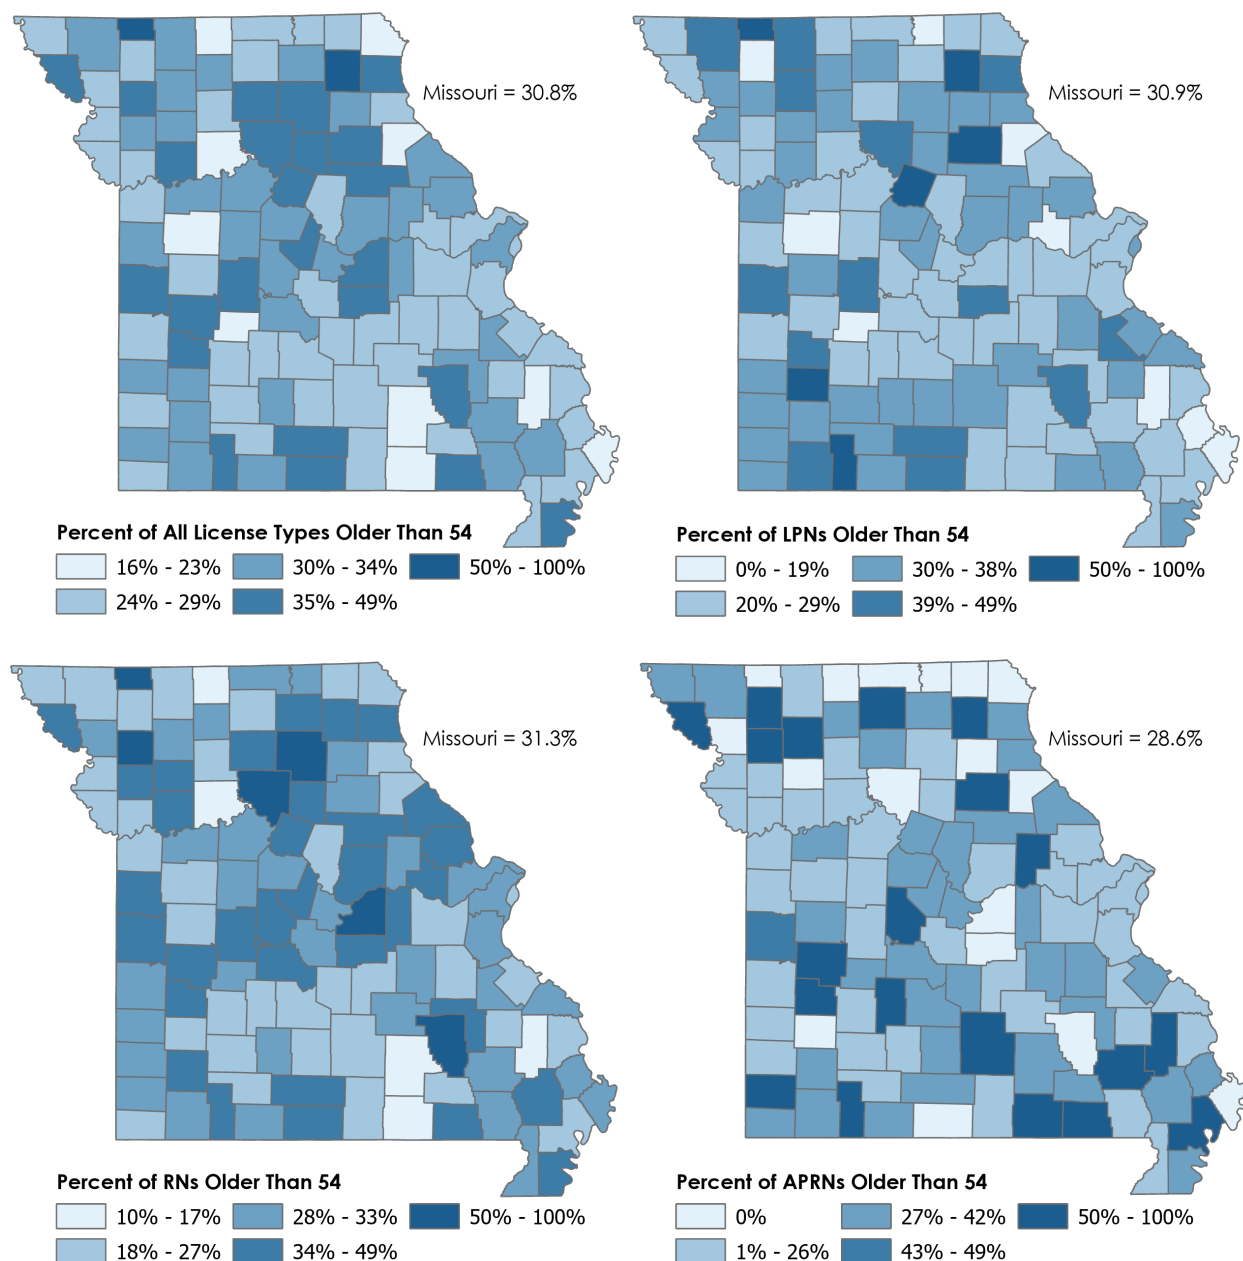 Missouri = 30.8%
Percent of All License Types Older Than 54
16% - 23%
30% - 34%
50% - 100%
24% - 29%
35% - 49%
Missouri = 30.9%
Percent of LPNs Older Than 54
0% - 19%
30% - 38%
50% - 100%
20% - 29%
39% - 49%
Missouri = 31.3%
Percent of RNs Older Than 54
10% - 17%
28% - 33%
50% - 100%
18% - 27%
34% - 49%
Missouri = 28.6%
Percent of APRNs Older Than 54
0%
27% - 42%
50% - 100%
1% - 26%
43% - 49%